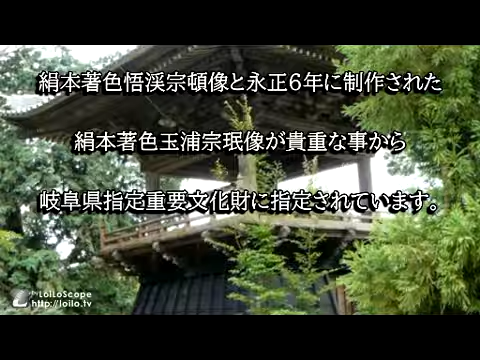 絹本著色悟渓宗頓像と永正6年に制作された
絹本著色玉浦宗珉像が貴重な事から
岐阜県指定重要文化財に指定されています。
LoiLoScope
http://loilo.tv